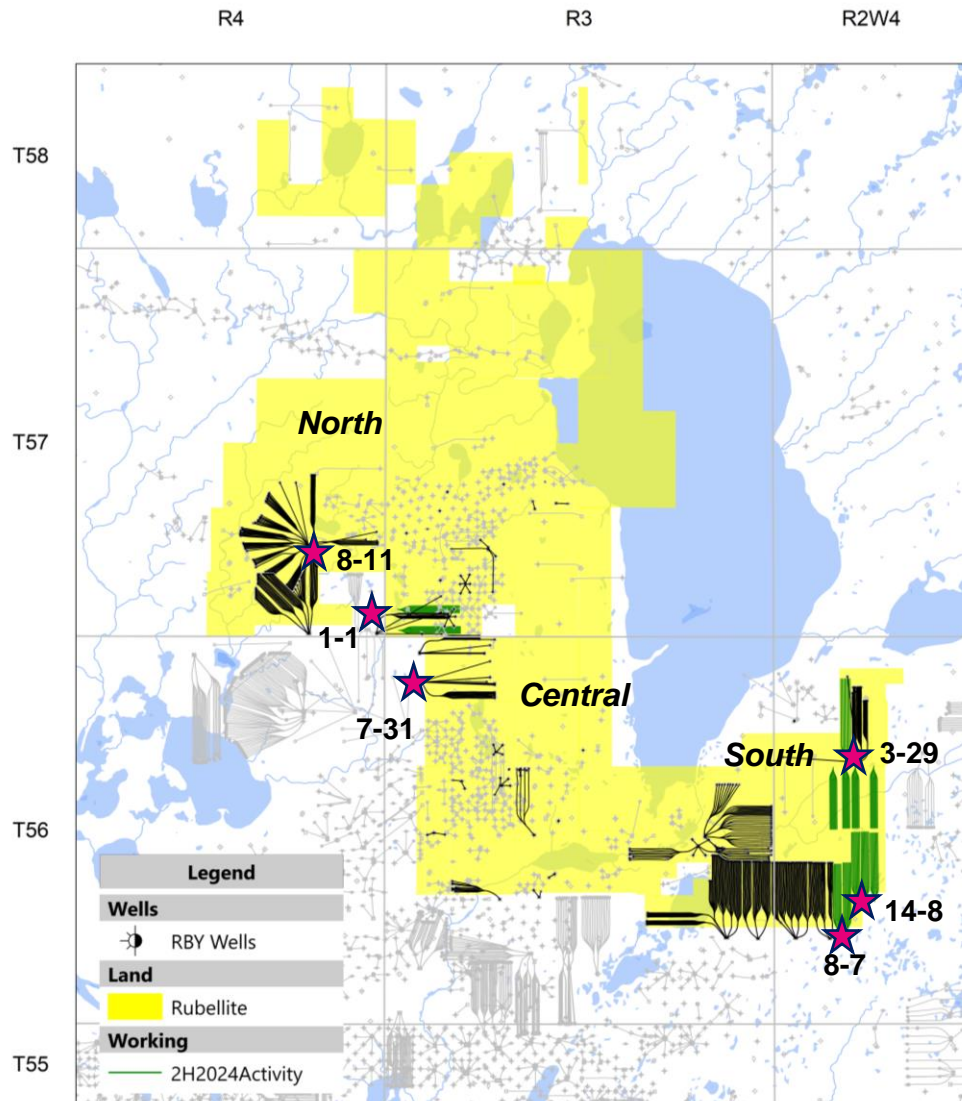 R4
R3
R2W4
T58
North
T57
8-11
1-1
Central
7-31
South
3-29
T56
Legend
Wells
14-8
RBY Wells
8-7
Land
Rubellite
Working
T55
2H2024Activity